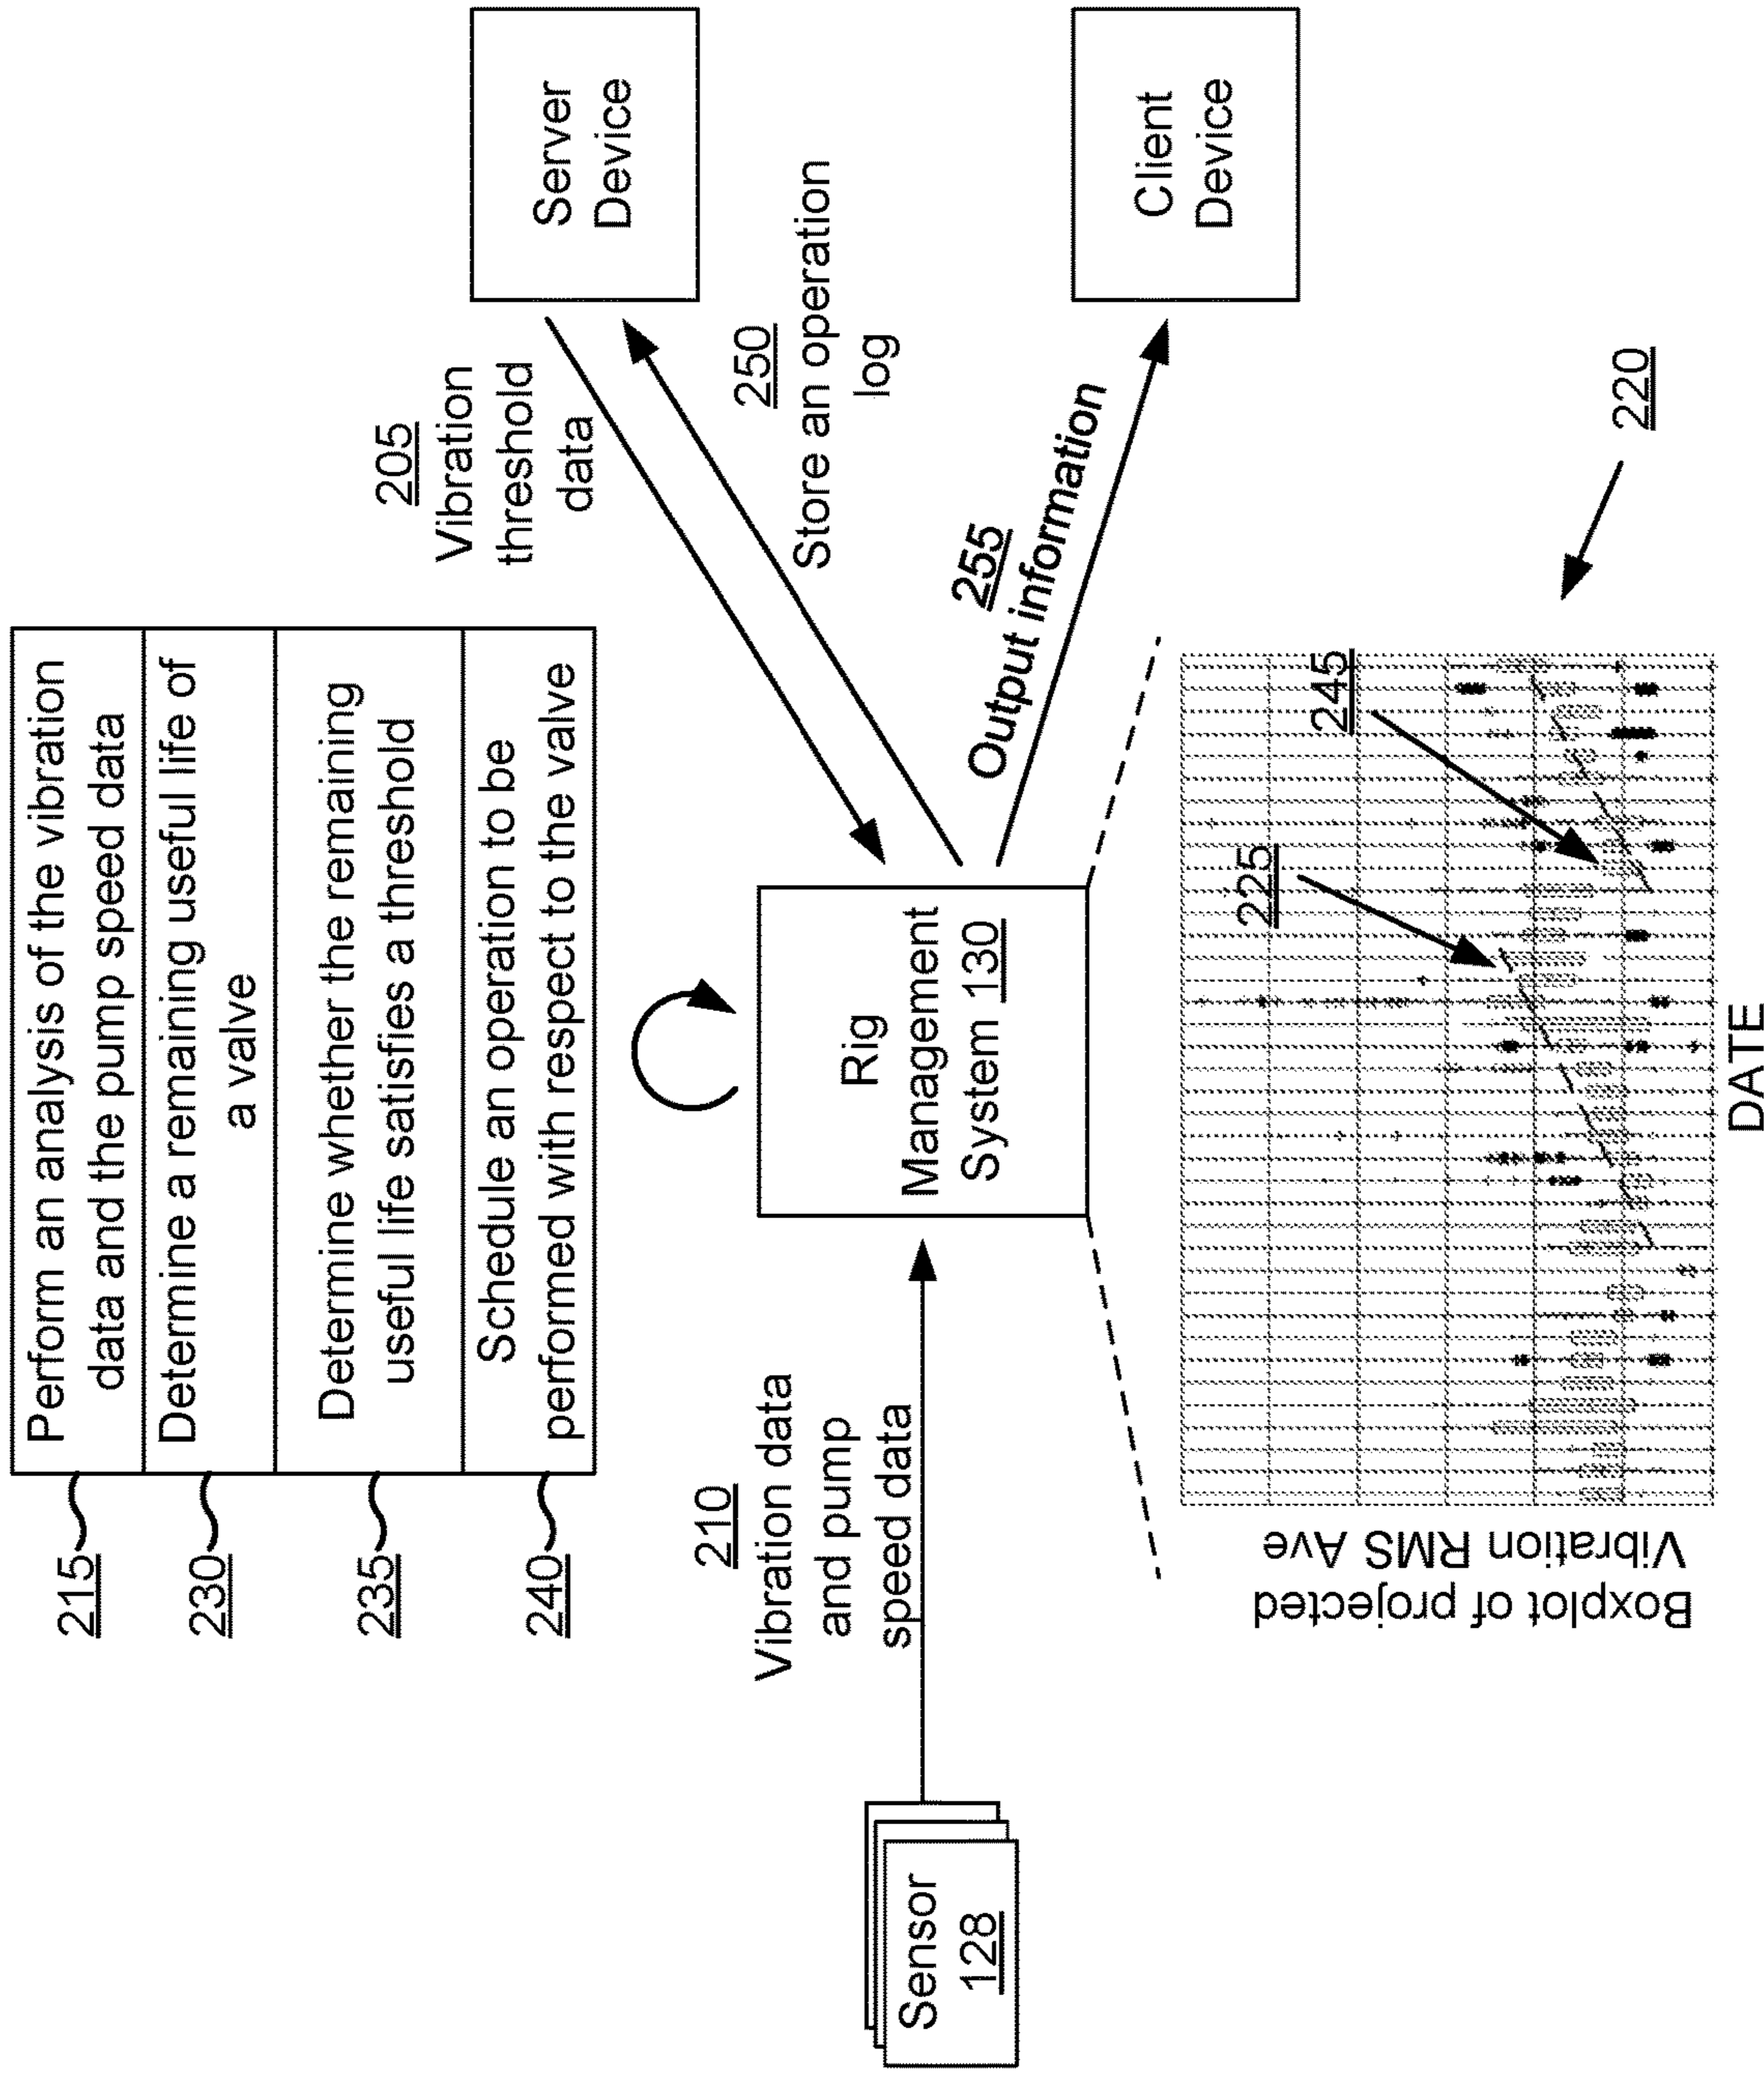 215
Perform an analysis of the vibration
data and the pump speed data
230
Determine a remaining useful life of
a valve
235
Determine whether the remaining
useful life satisfies a threshold
240
Schedule an operation to be
performed with respect to the valve
205
Vibration
threshold
data
Server
Device
250
Store an operation
log
210
Vibration data
and pump
speed data
Sensor
128
Rig
Management
System 130
255
Output information
Client
Device
220
225
245
Boxplot of projected
Vibration RMS Ave
DATE